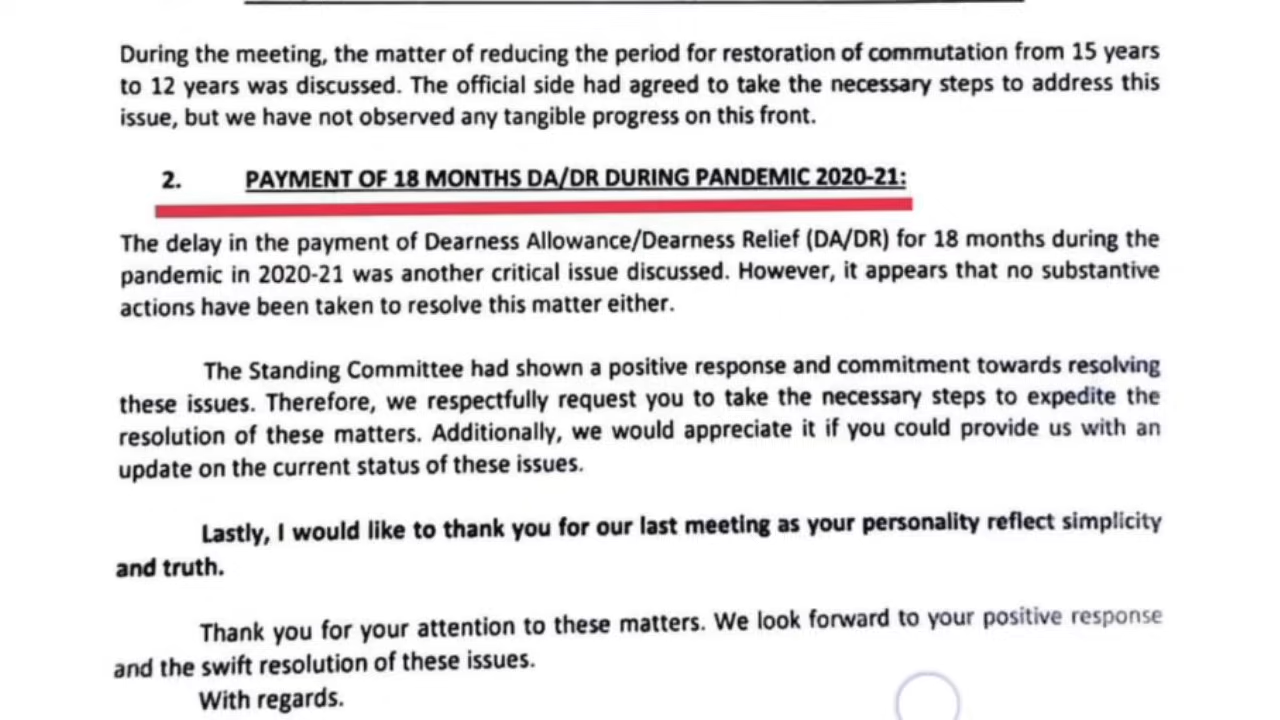 During the meeting, the matter of reducing the period for restoration of commutation from 15 years
to 12 years was discussed. The official side had agreed to take the necessary steps to address this
issue, but we have not observed any tangible progress on this front.
2. PAYMENT OF 18 MONTHS DA/DR DURING PANDEMIC 2020-21:
The delay in the payment of Dearness Allowance/Dearness Relief (DA/DR) for 18 months during the
pandemic in 2020-21 was another critical issue discussed. However, it appears that no substantive
actions have been taken to resolve this matter either.
The Standing Committee had shown a positive response and commitment towards resolving
these issues. Therefore, we respectfully request you to take the necessary steps to expedite the
resolution of these matters. Additionally, we would appreciate it if you could provide us with an
update on the current status of these issues.
Lastly, I would like to thank you for our last meeting as your personality reflect simplicity
and truth.
Thank you for your attention to these matters. We look forward to your positive response
and the swift resolution of these issues.
With regards.